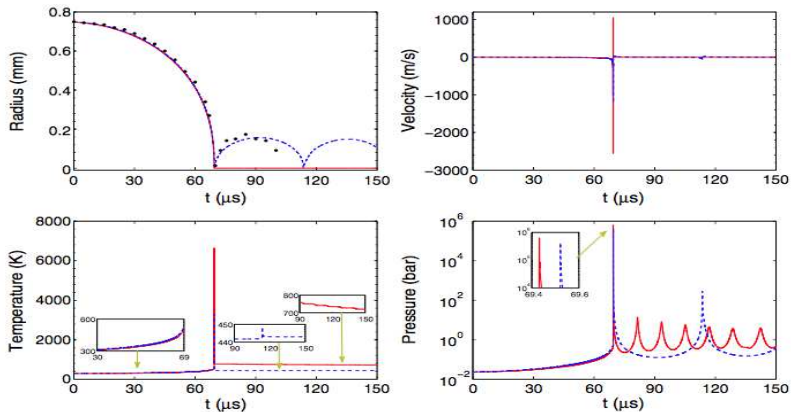 0.8
0.6
0.4
0.2
0
Radius (mm)
0 30 60 90 120 150
t (μs)
1000
0
−1000
−2000
−3000
Velocity (m/s)
0 30 60 90 120 150
t (μs)
8000
6000
4000
2000
0
Temperature (K)
600
300
30 69
450
440
90 120 150
800
700
90 120 150
0 30 60 90 120 150
t (μs)
10⁶
10⁴
10²
10⁰
10⁻²
Pressure (bar)
10⁶
10⁵
10⁴
69.4 69.6
0 30 60 90 120 150
t (μs)